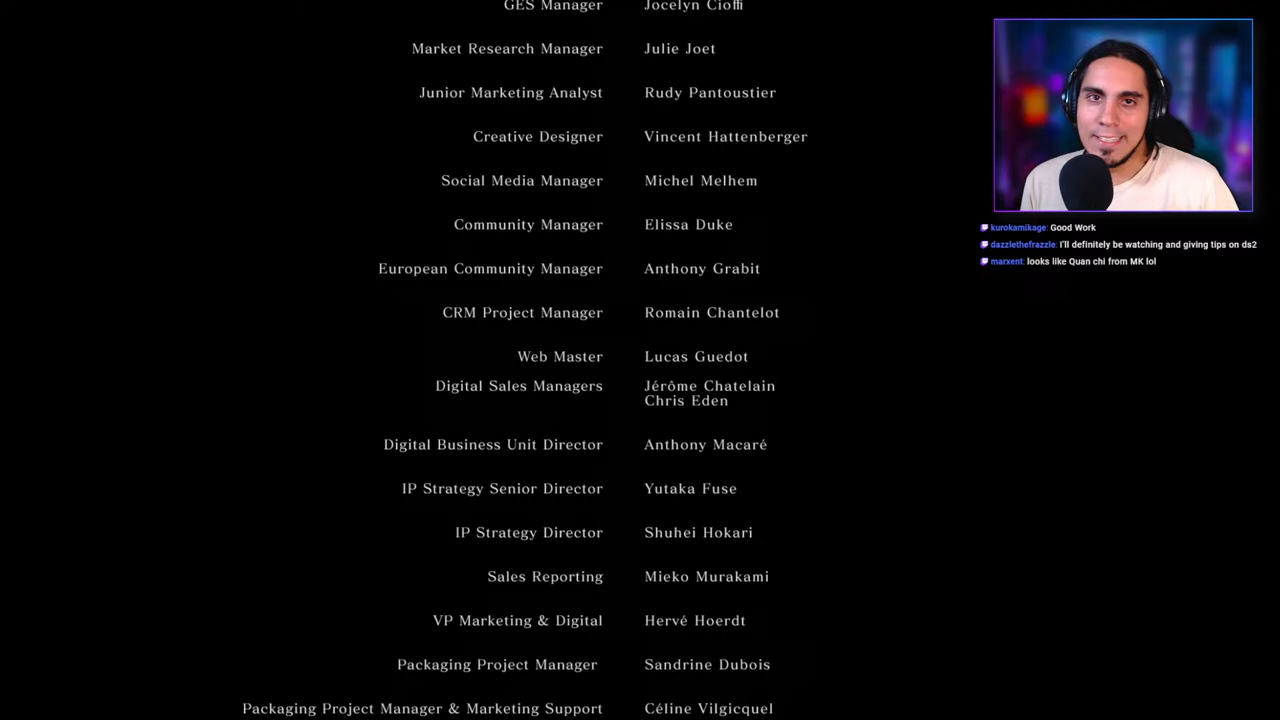 GES Manager Jocelyn Cioffi
Market Research Manager Julie Joet
Junior Marketing Analyst Rudy Pantoustier
Creative Designer Vincent Hattenberger
Social Media Manager Michel Melhem
Community Manager Elissa Duke
European Community Manager Anthony Grabit
CRM Project Manager Romain Chantelot
Web Master Lucas Guedot
Digital Sales Managers Jérôme Chatelain
Chris Eden
Digital Business Unit Director Anthony Macaré
IP Strategy Senior Director Yutaka Fuse
IP Strategy Director Shuhei Hokari
Sales Reporting Mieko Murakami
VP Marketing & Digital Hervé Hoerdt
Packaging Project Manager Sandrine Dubois
Packaging Project Manager & Marketing Support Céline Vilgicquel
kurokamikage: Good Work
dazzlethefrazzle: I'll definitely be watching and giving tips on ds2
marxent: looks like Quan chi from MK lol